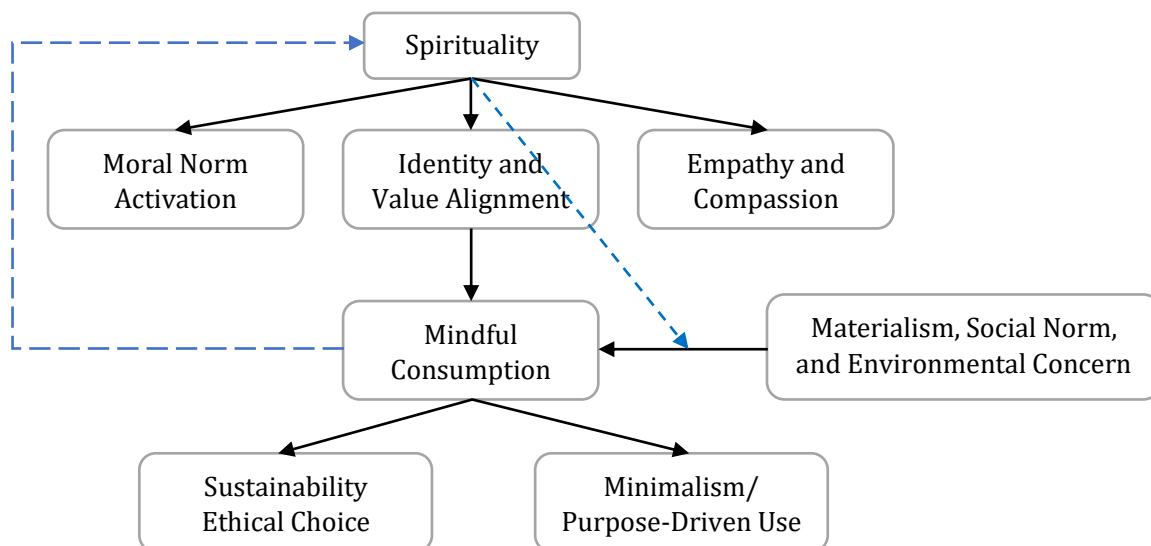 Spirituality
Moral Norm
Activation
Identity and
Value Alignment
Empathy and
Compassion
Mindful
Consumption
Materialism, Social Norm,
and Environmental Concern
Sustainability
Ethical Choice
Minimalism/
Purpose-Driven Use